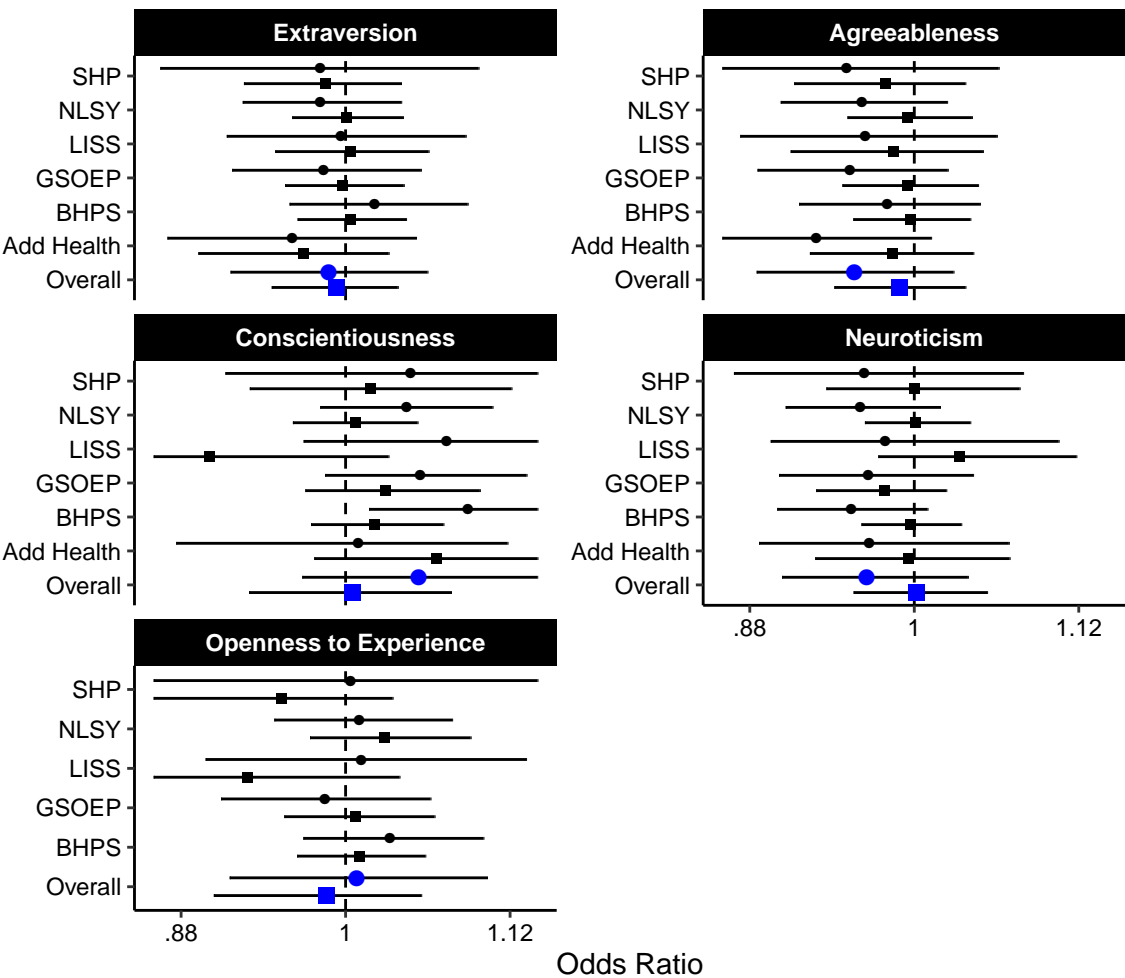 Extraversion
SHP
NLSY
LISS
GSOEP
BHPS
Add Health
Overall
Agreeableness
SHP
NLSY
LISS
GSOEP
BHPS
Add Health
Overall
Conscientiousness
SHP
NLSY
LISS
GSOEP
BHPS
Add Health
Overall
Neuroticism
SHP
NLSY
LISS
GSOEP
BHPS
Add Health
Overall
.88 1 1.12
Openness to Experience
SHP
NLSY
LISS
GSOEP
BHPS
Overall
.88 1 1.12
Odds Ratio